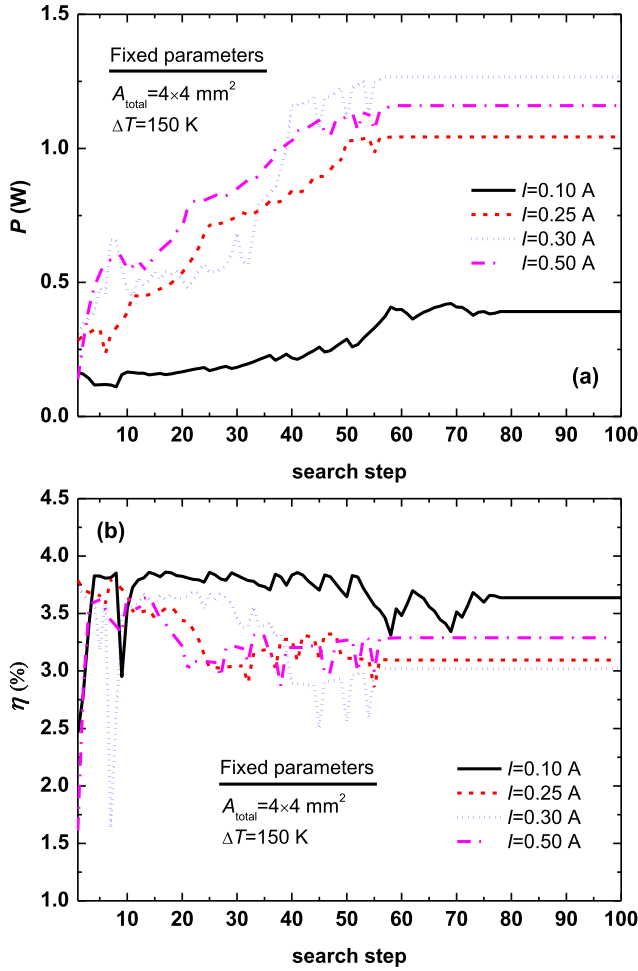 1.5
1.0
0.5
0.0
P (W)
Fixed parameters
A_total=4×4 mm²
ΔT=150 K
I=0.10 A
I=0.25 A
I=0.30 A
I=0.50 A
(a)
10 20 30 40 50 60 70 80 90 100
search step
4.5
4.0
3.5
3.0
2.5
2.0
1.5
1.0
η (%)
(b)
Fixed parameters
A_total=4×4 mm²
ΔT=150 K
I=0.10 A
I=0.25 A
I=0.30 A
I=0.50 A
10 20 30 40 50 60 70 80 90 100
search step